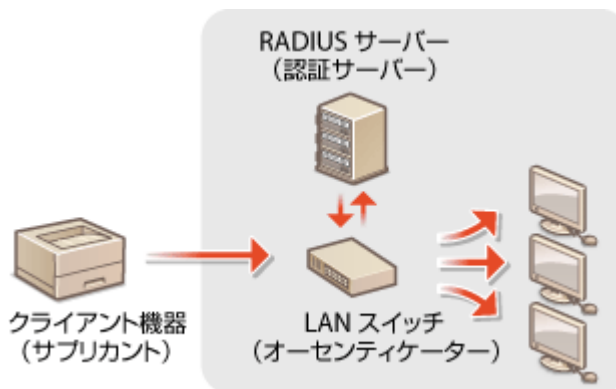 RADIUS サーバー
（認証サーバー）
クライアント機器
（サプリカント）
LAN スイッチ
（オーセンティケーター）